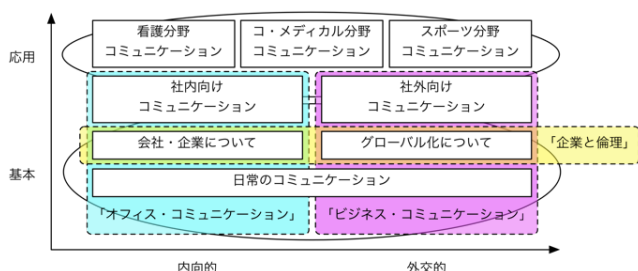 応用
看護分野
コミュニケーション
コ・メディカル分野
コミュニケーション
スポーツ分野
コミュニケーション
社内向け
コミュニケーション
社外向け
コミュニケーション
会社・企業について
グローバル化について
「企業と倫理」
基本
日常のコミュニケーション
「オフィス・コミュニケーション」
「ビジネス・コミュニケーション」
内向的
外交的